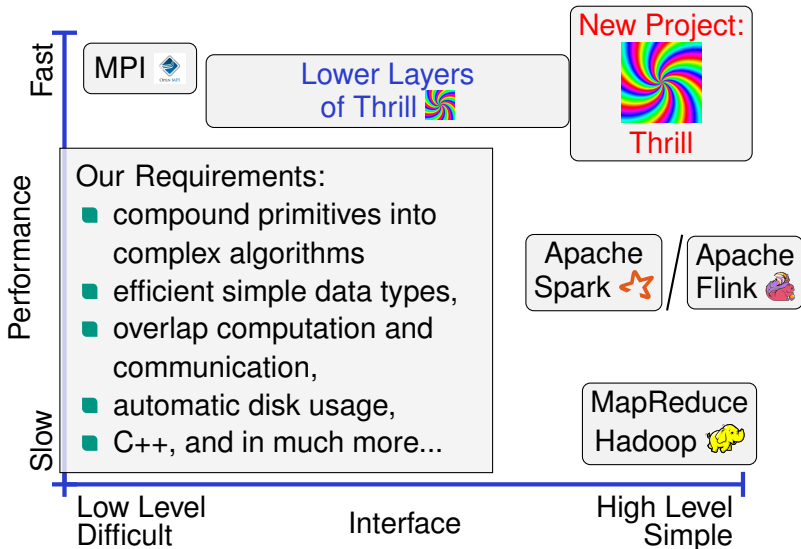 Fast
MPI
OPEN MPI
Lower Layers
of Thrill
New Project:
Thrill
Performance
Our Requirements:
compound primitives into
complex algorithms
efficient simple data types,
overlap computation and
communication,
automatic disk usage,
C++, and in much more...
Apache
Spark
Apache
Flink
MapReduce
Hadoop
Slow
Low Level
Difficult
Interface
High Level
Simple